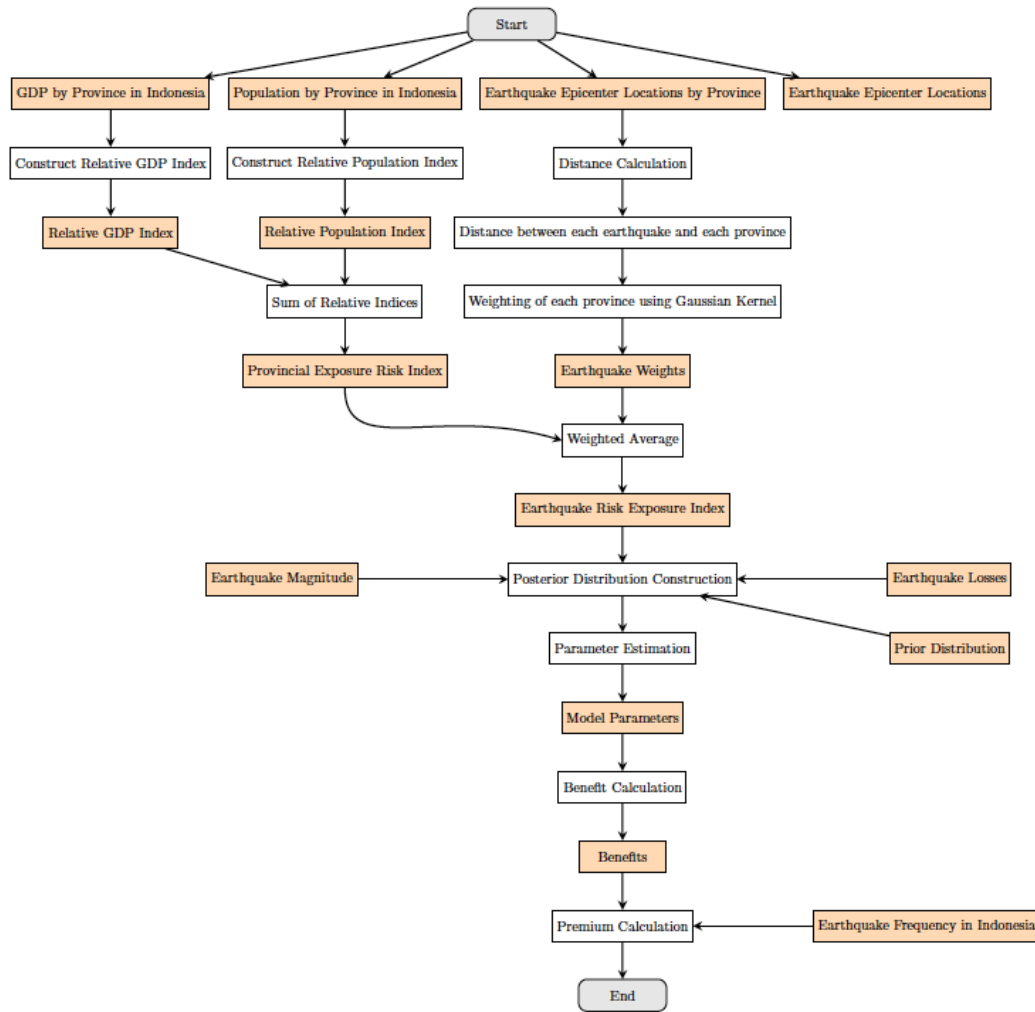 Start
GDP by Province in Indonesia
Population by Province in Indonesia
Earthquake Epicenter Locations by Province
Earthquake Epicenter Locations
Construct Relative GDP Index
Construct Relative Population Index
Distance Calculation
Relative GDP Index
Relative Population Index
Distance between each earthquake and each province
Sum of Relative Indices
Weighting of each province using Gaussian Kernel
Provincial Exposure Risk Index
Earthquake Weights
Weighted Average
Earthquake Risk Exposure Index
Earthquake Magnitude
Posterior Distribution Construction
Earthquake Losses
Parameter Estimation
Prior Distribution
Model Parameters
Benefit Calculation
Benefits
Premium Calculation
Earthquake Frequency in Indonesia
End